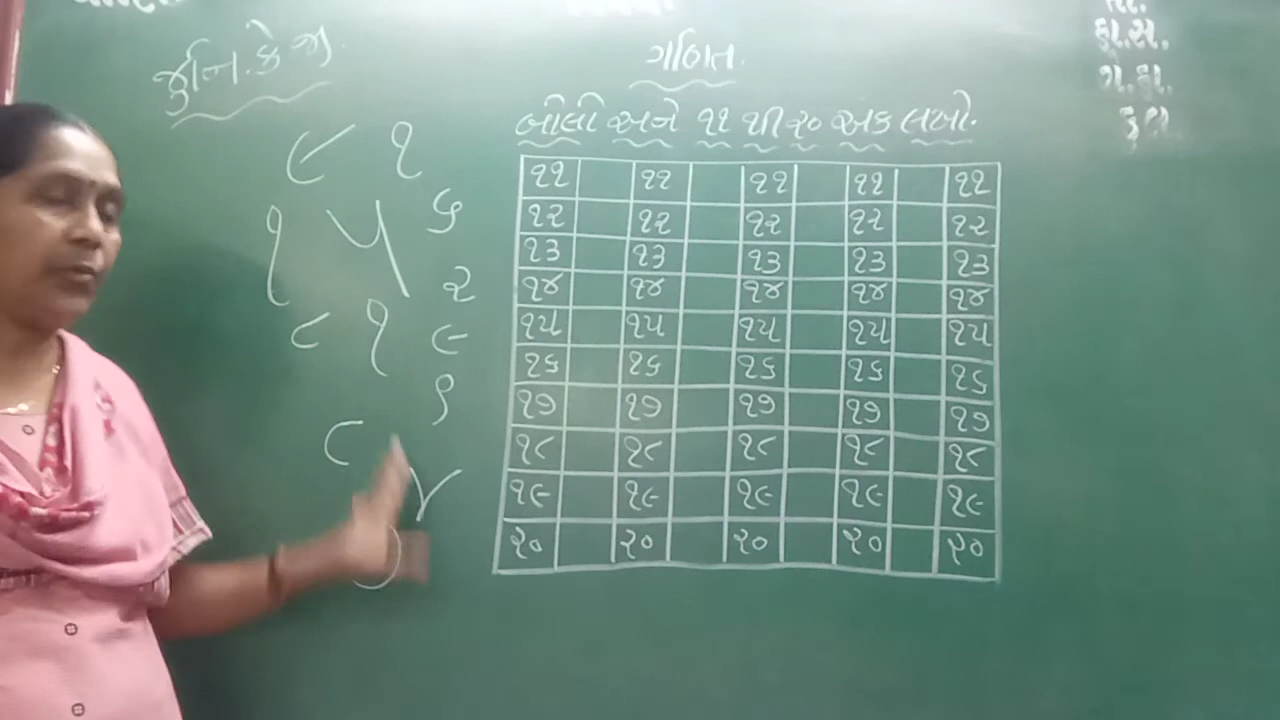 જુનિ. કે જી.
ગણિત.
બોલો અને ૧૧ થી ૨૦ અંક લખો.
૧૧ ૧૧ ૧૧ ૧૧ ૧૧
૧૨ ૧૨ ૧૨ ૧૨ ૧૨
૧૩ ૧૩ ૧૩ ૧૩ ૧૩
૧૪ ૧૪ ૧૪ ૧૪ ૧૪
૧૫ ૧૫ ૧૫ ૧૫ ૧૫
૧૬ ૧૬ ૧૬ ૧૬ ૧૬
૧૭ ૧૭ ૧૭ ૧૭ ૧૭
૧૮ ૧૮ ૧૮ ૧૮ ૧૮
૧૯ ૧૯ ૧૯ ૧૯ ૧૯
૨૦ ૨૦ ૨૦ ૨૦ ૨૦
૯ ૧
૧ ૫ ૬
૨
૮ ૧ ૯
૮